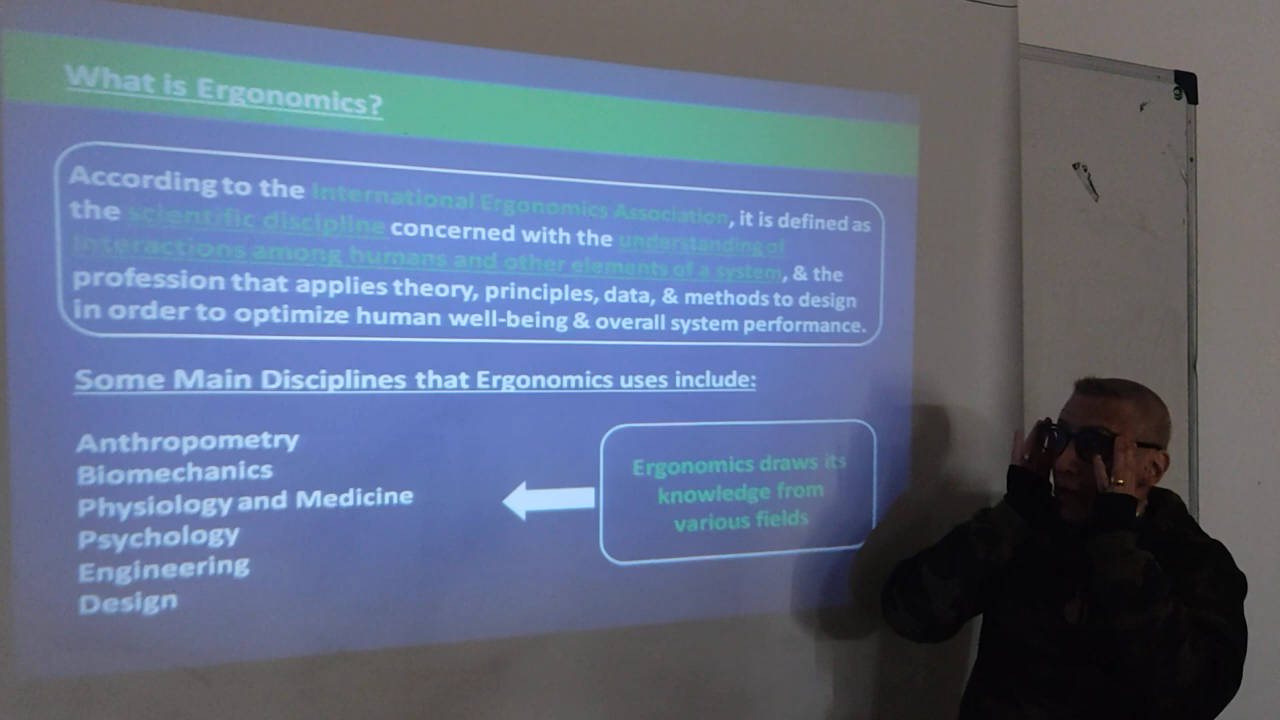 What is Ergonomics?
According to the International Ergonomics Association, it is defined as
the scientific discipline concerned with the understanding of
interactions among humans and other elements of a system, & the
profession that applies theory, principles, data, & methods to design
in order to optimize human well-being & overall system performance.
Some Main Disciplines that Ergonomics uses include:
Anthropometry
Biomechanics
Physiology and Medicine
Psychology
Engineering
Design
Ergonomics draws its
knowledge from
various fields